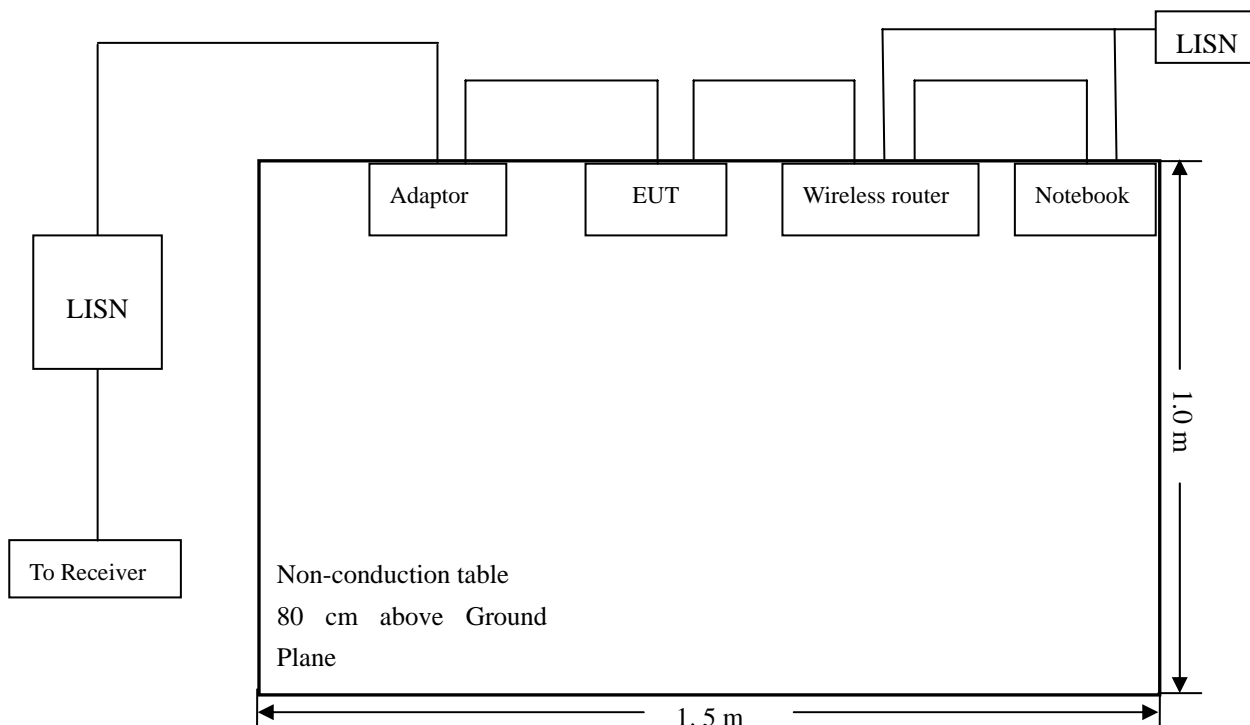 LISN
Adaptor
EUT
Wireless router
Notebook
LISN
1.0 m
To Receiver
Non-conduction table
80 cm above Ground
Plane
1. 5 m